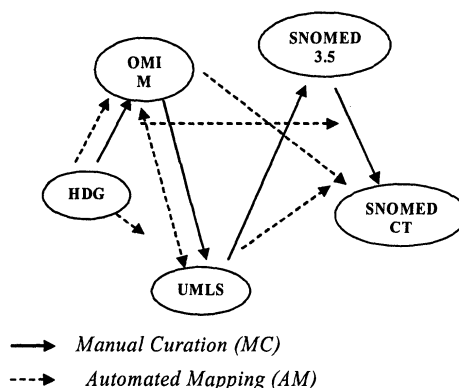 SNOMED
3.5
OMI
M
HDG
SNOMED
CT
UMLS
Manual Curation (MC)
Automated Mapping (AM)